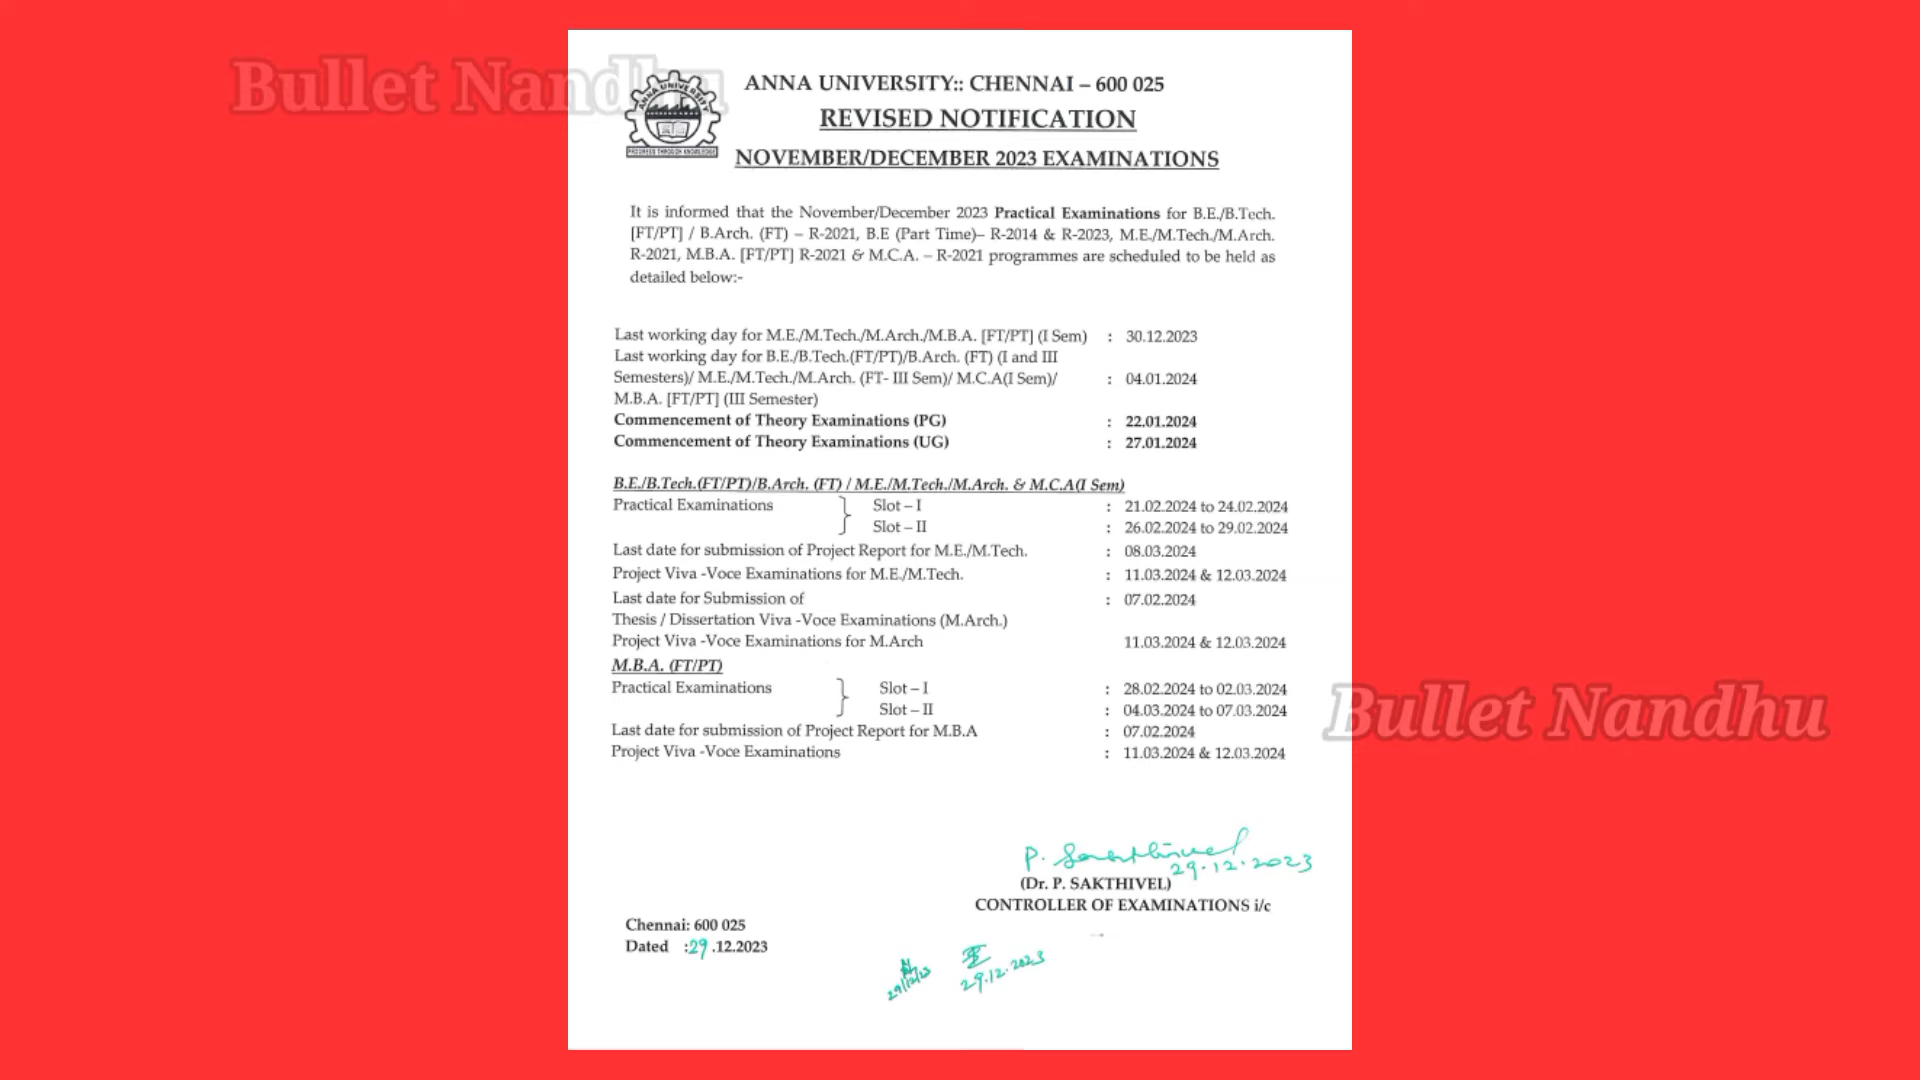 Bullet Nandhu
ANNA UNIVERSITY
PROGRESS THROUGH KNOWLEDGE
ANNA UNIVERSITY:: CHENNAI – 600 025
REVISED NOTIFICATION
NOVEMBER/DECEMBER 2023 EXAMINATIONS
It is informed that the November/December 2023 Practical Examinations for B.E./B.Tech.
[FT/PT] / B.Arch. (FT) – R-2021, B.E (Part Time)– R-2014 & R-2023, M.E./M.Tech./M.Arch.
R-2021, M.B.A. [FT/PT] R-2021 & M.C.A. – R-2021 programmes are scheduled to be held as
detailed below:-
Last working day for M.E./M.Tech./M.Arch./M.B.A. [FT/PT] (I Sem) : 30.12.2023
Last working day for B.E./B.Tech.(FT/PT)/B.Arch. (FT) (I and III
Semesters)/ M.E./M.Tech./M.Arch. (FT- III Sem)/ M.C.A(I Sem)/ : 04.01.2024
M.B.A. [FT/PT] (III Semester)
Commencement of Theory Examinations (PG) : 22.01.2024
Commencement of Theory Examinations (UG) : 27.01.2024
B.E./B.Tech.(FT/PT)/B.Arch. (FT) / M.E./M.Tech./M.Arch. & M.C.A(I Sem)
Practical Examinations } Slot – I : 21.02.2024 to 24.02.2024
Slot – II : 26.02.2024 to 29.02.2024
Last date for submission of Project Report for M.E./M.Tech. : 08.03.2024
Project Viva -Voce Examinations for M.E./M.Tech. : 11.03.2024 & 12.03.2024
Last date for Submission of : 07.02.2024
Thesis / Dissertation Viva -Voce Examinations (M.Arch.)
Project Viva -Voce Examinations for M.Arch 11.03.2024 & 12.03.2024
M.B.A. (FT/PT)
Practical Examinations } Slot – I : 28.02.2024 to 02.03.2024
Slot – II : 04.03.2024 to 07.03.2024
Last date for submission of Project Report for M.B.A : 07.02.2024
Project Viva -Voce Examinations : 11.03.2024 & 12.03.2024
Bullet Nandhu
P. Sakthivel
29.12.2023
(Dr. P. SAKTHIVEL)
CONTROLLER OF EXAMINATIONS i/c
Chennai: 600 025
Dated :29.12.2023
29/12/23
29.12.2023